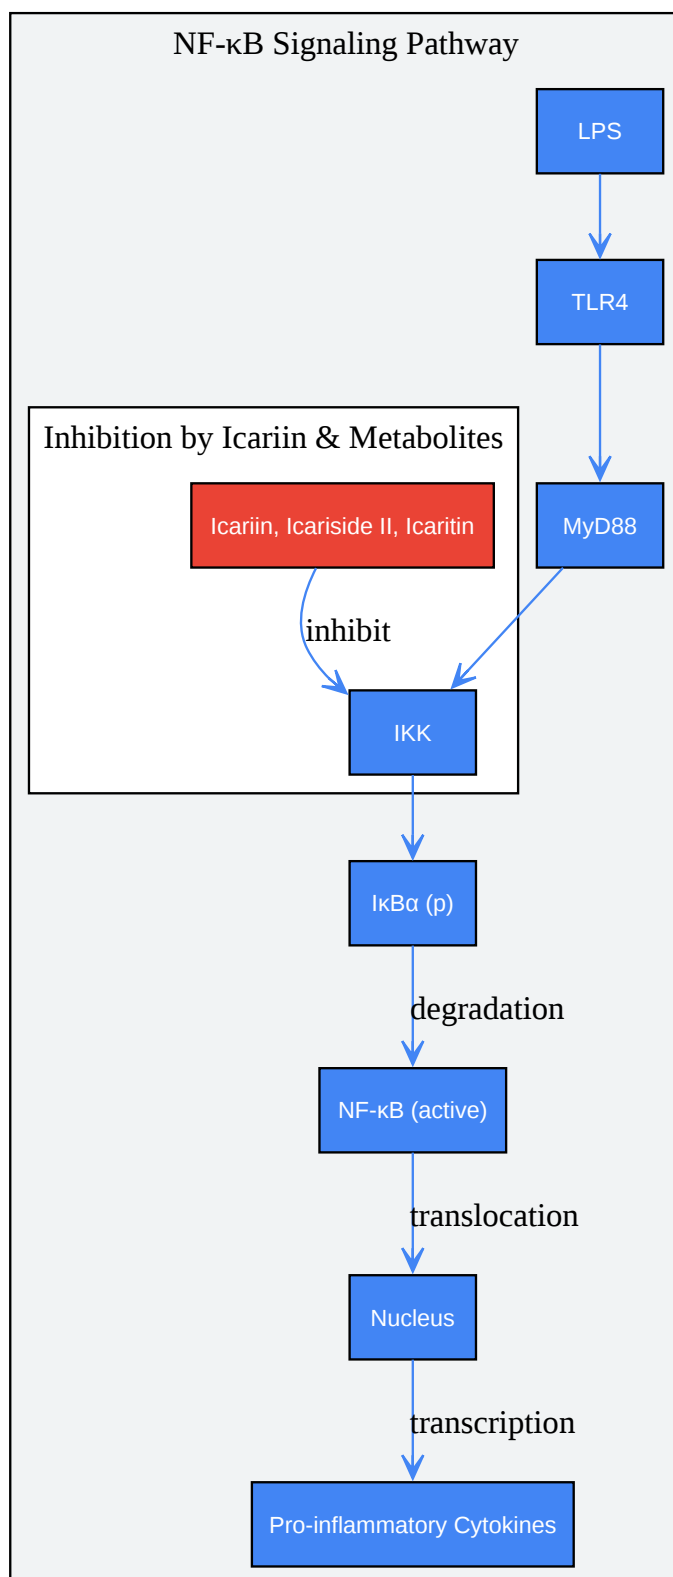 NF-κB Signaling Pathway
LPS
TLR4
Inhibition by Icariin & Metabolites
Icariin, Icariside II, Icaritin
MyD88
inhibit
IKK
IκBα (p)
degradation
NF-κB (active)
translocation
Nucleus
transcription
Pro-inflammatory Cytokines